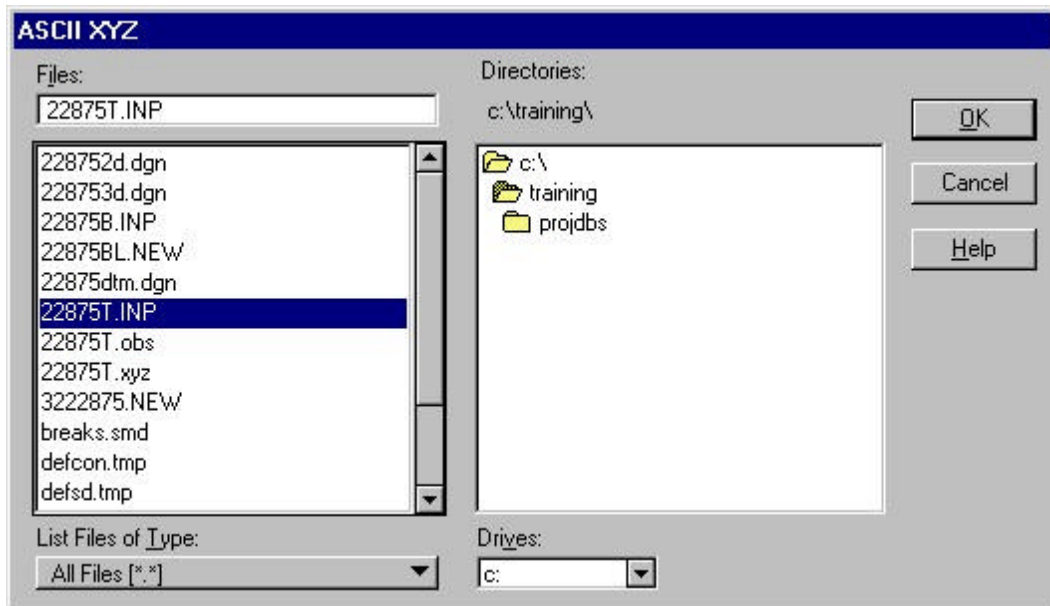 ASCII XYZ
Files:
22875T.INP
228752d.dgn
228753d.dgn
22875B.INP
22875BL.NEW
22875dtm.dgn
22875T.INP
22875T.obs
22875T.xyz
3222875.NEW
breaks.smd
defcon.tmp
defsd.tmp
List Files of Type:
All Files [*.*]
Directories:
c:\training\
c:\
training
projdbs
Drives:
c:
OK
Cancel
Help